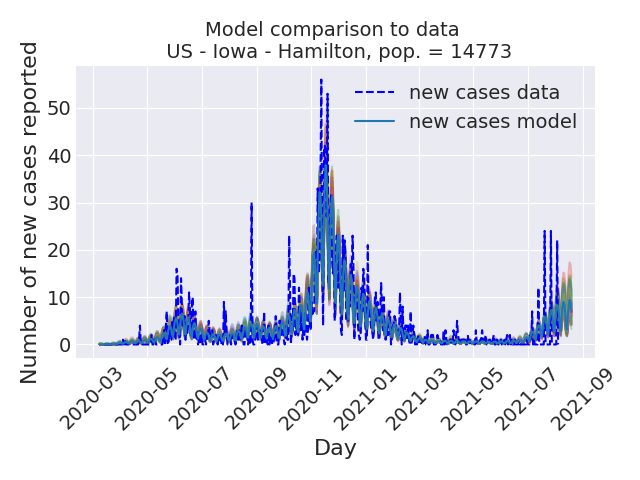 Model comparison to data
US - Iowa - Hamilton, pop. = 14773
Number of new cases reported
50
40
30
20
10
0
new cases data
new cases model
2020-03
2020-05
2020-07
2020-09
2020-11
2021-01
2021-03
2021-05
2021-07
2021-09
Day